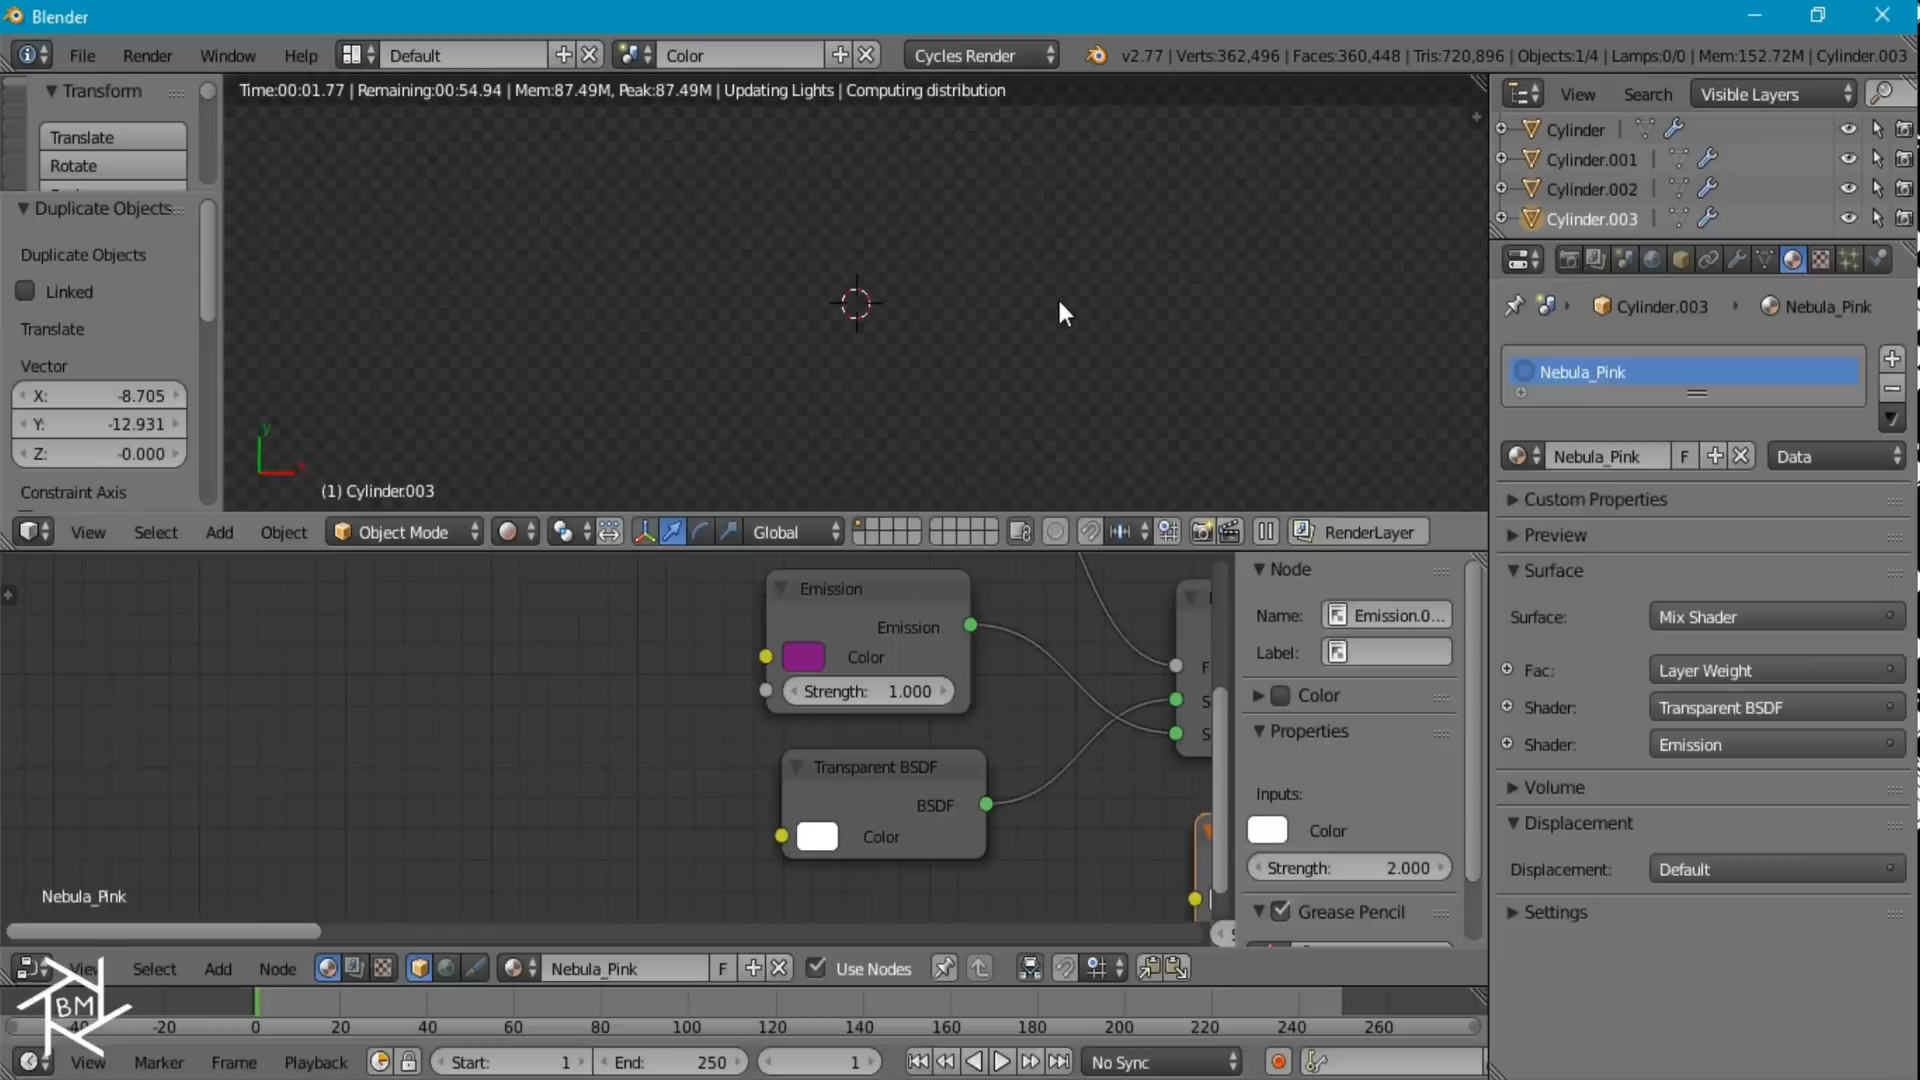 Blender
File Render Window Help Default Color Cycles Render v2.77 | Verts:362,496 | Faces:360,448 | Tris:720,896 | Objects:1/4 | Lamps:0/0 | Mem:152.72M | Cylinder.003
Transform
Translate
Rotate
Duplicate Objects
Duplicate Objects
Linked
Translate
Vector
X: -8.705
Y: -12.931
Z: -0.000
Constraint Axis
Time:00:01.77 | Remaining:00:54.94 | Mem:87.49M, Peak:87.49M | Updating Lights | Computing distribution
y
x
(1) Cylinder.003
View Select Add Object Object Mode Global RenderLayer
Emission
Emission
Color
Strength: 1.000
Transparent BSDF
BSDF
Color
F
S
S
Nebula_Pink
Node
Name: Emission.0...
Label:
Color
Properties
Inputs:
Color
Strength: 2.000
Grease Pencil
View Select Add Node Nebula_Pink F Use Nodes
BM
-40 -20 0 20 40 60 80 100 120 140 160 180 200 220 240 260
View Marker Frame Playback Start: 1 End: 250 1 No Sync
View Search Visible Layers
Cylinder
Cylinder.001
Cylinder.002
Cylinder.003
Cylinder.003 Nebula_Pink
Nebula_Pink
Nebula_Pink F Data
Custom Properties
Preview
Surface
Surface: Mix Shader
Fac: Layer Weight
Shader: Transparent BSDF
Shader: Emission
Volume
Displacement
Displacement: Default
Settings